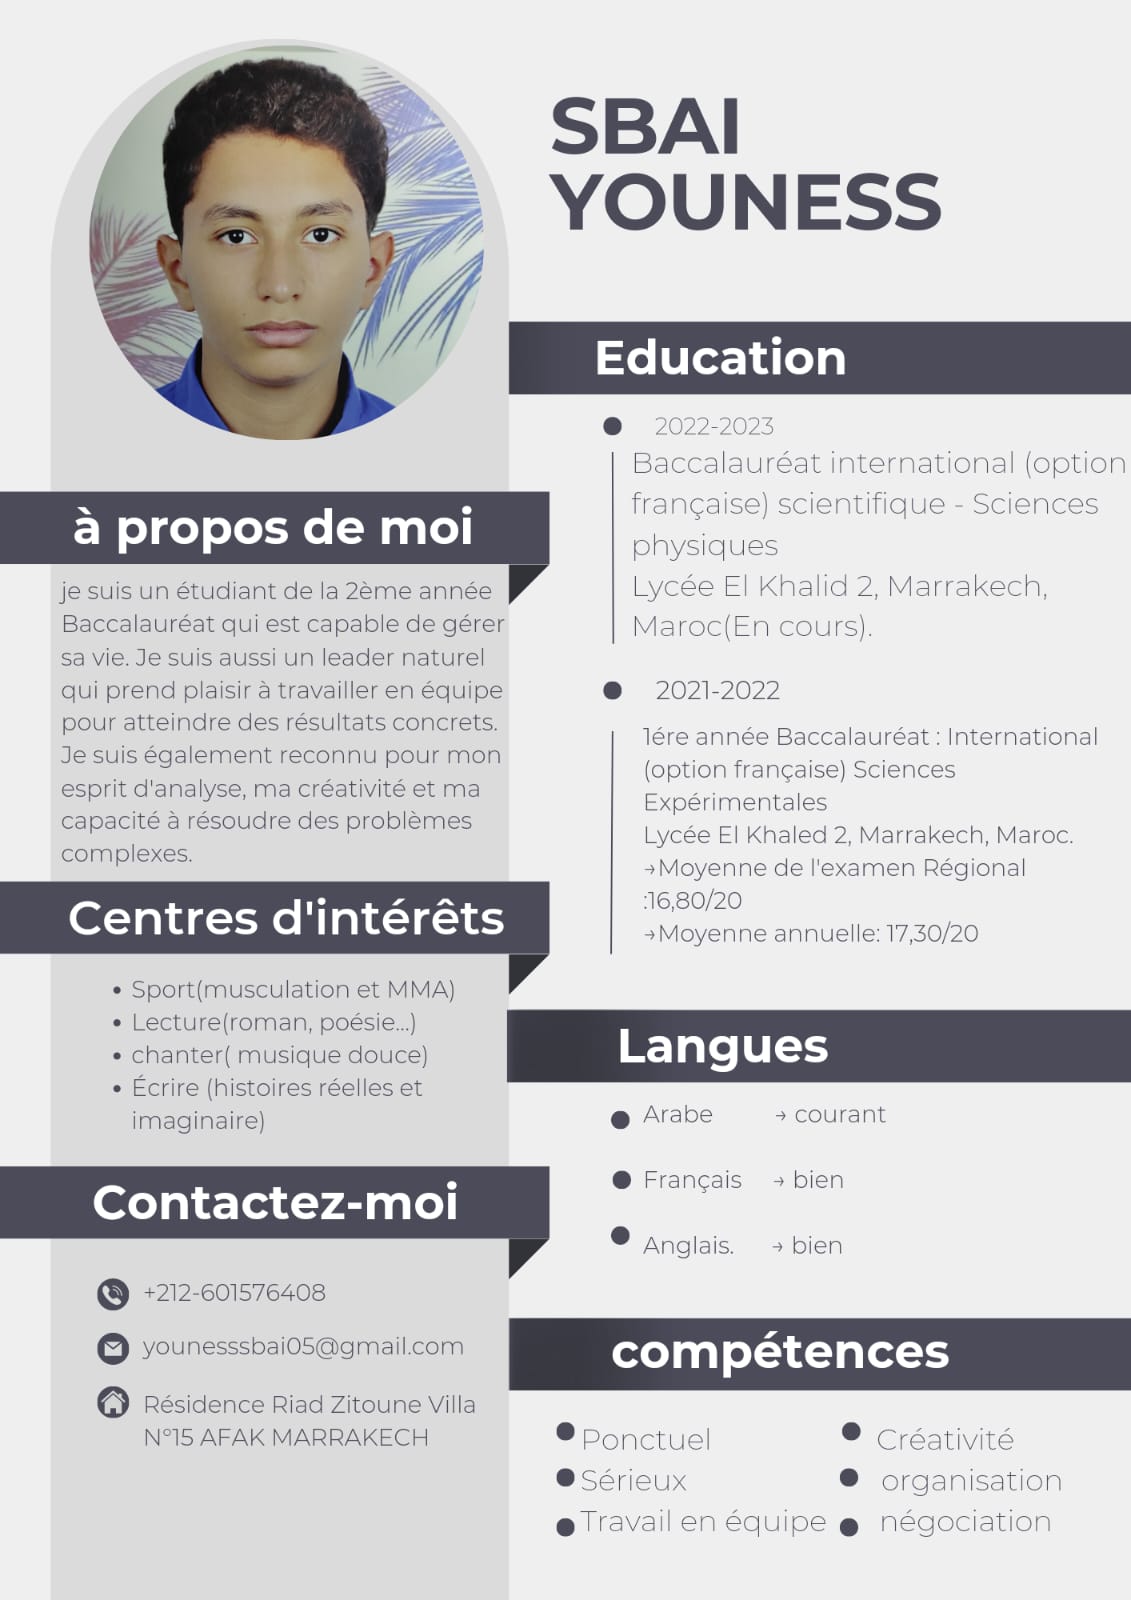 SBAI
YOUNESS
à propos de moi
je suis un étudiant de la 2ème année
Baccalauréat qui est capable de gérer
sa vie. Je suis aussi un leader naturel
qui prend plaisir à travailler en équipe
pour atteindre des résultats concrets.
Je suis également reconnu pour mon
esprit d'analyse, ma créativité et ma
capacité à résoudre des problèmes
complexes.
Centres d'intérêts
• Sport(musculation et MMA)
• Lecture(roman, poésie...)
• chanter( musique douce)
• Écrire (histoires réelles et
imaginaire)
Contactez-moi
+212-601576408
younesssbai05@gmail.com
Résidence Riad Zitoune Villa
N°15 AFAK MARRAKECH
Education
2022-2023
Baccalauréat international (option
française) scientifique - Sciences
physiques
Lycée El Khalid 2, Marrakech,
Maroc(En cours).
2021-2022
1ére année Baccalauréat : International
(option française) Sciences
Expérimentales
Lycée El Khaled 2, Marrakech, Maroc.
→Moyenne de l'examen Régional
:16,80/20
→Moyenne annuelle: 17,30/20
Langues
Arabe → courant
Français → bien
Anglais. → bien
compétences
Ponctuel
Sérieux
Travail en équipe
Créativité
organisation
négociation